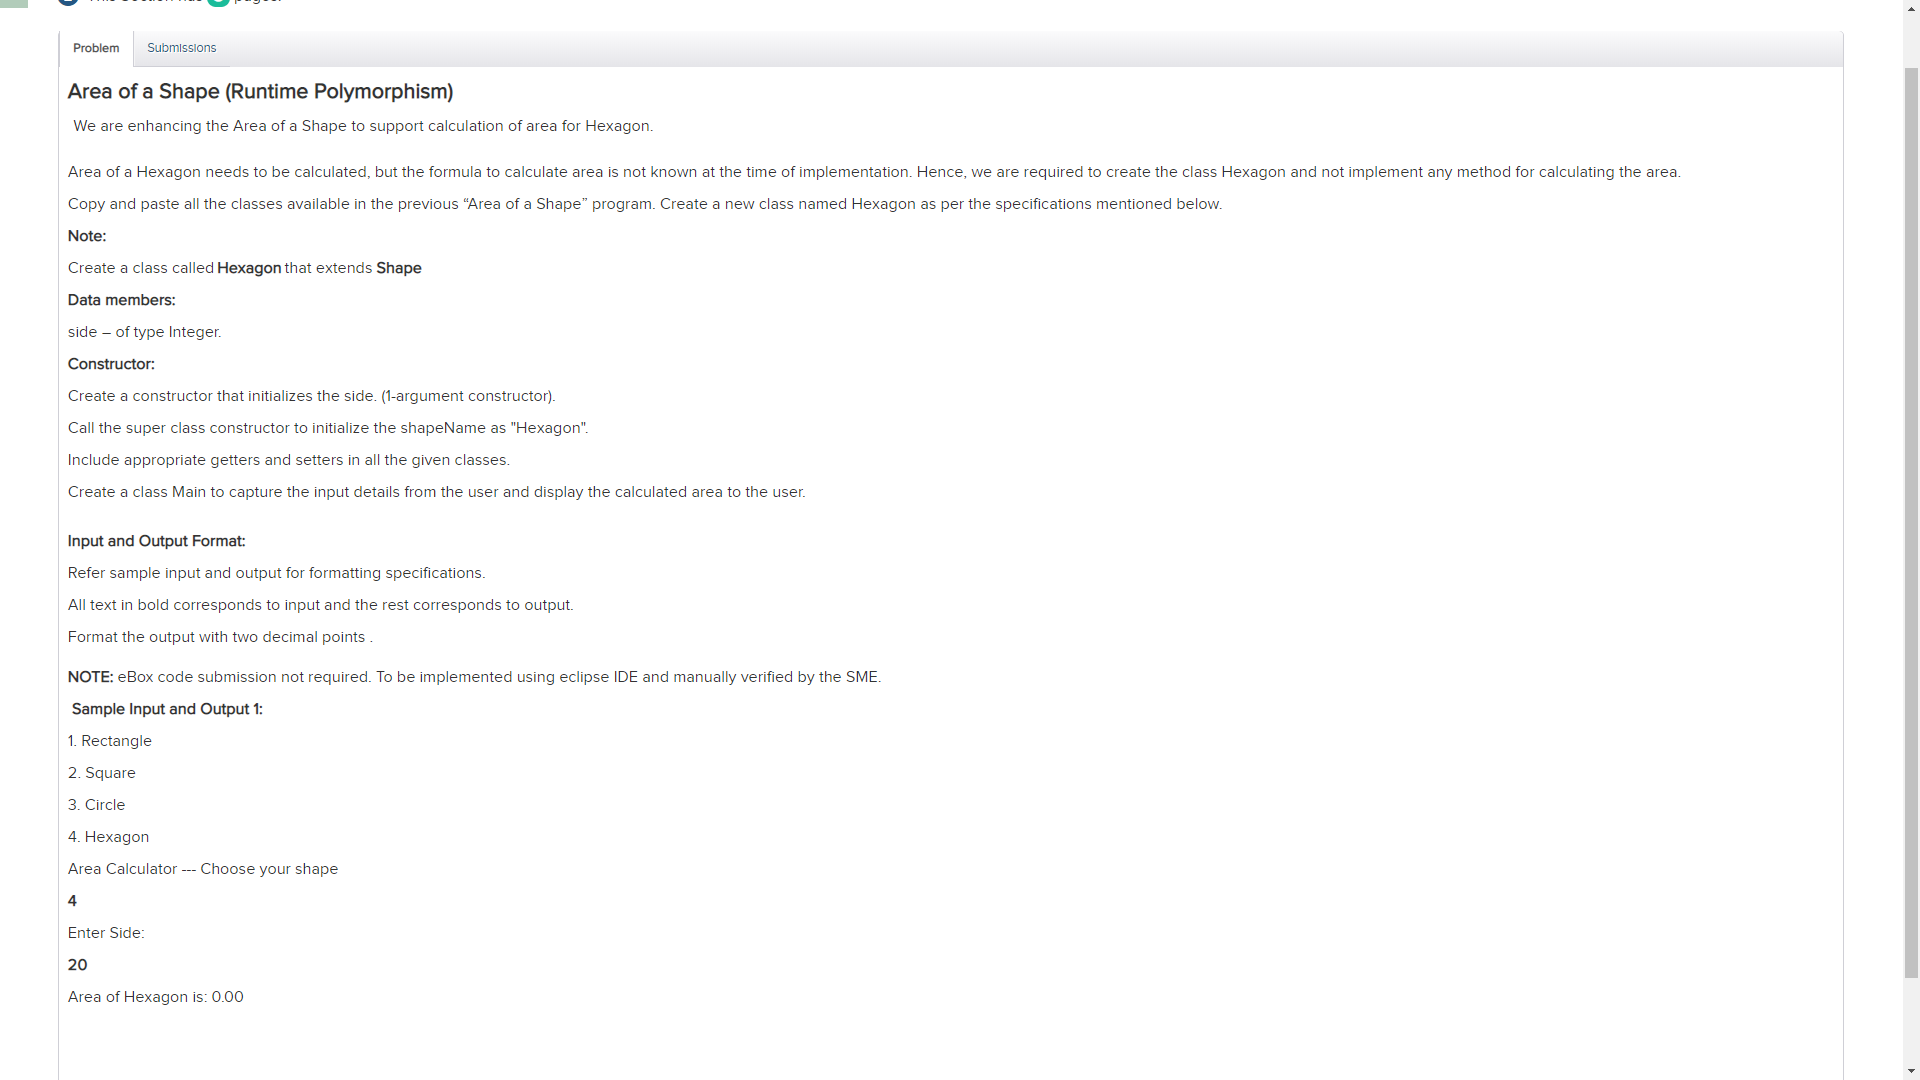 This Section has pages.
Problem
Submissions
Area of a Shape (Runtime Polymorphism)
We are enhancing the Area of a Shape to support calculation of area for Hexagon.
Area of a Hexagon needs to be calculated, but the formula to calculate area is not known at the time of implementation. Hence, we are required to create the class Hexagon and not implement any method for calculating the area.
Copy and paste all the classes available in the previous “Area of a Shape” program. Create a new class named Hexagon as per the specifications mentioned below.
Note:
Create a class called Hexagon that extends Shape
Data members:
side – of type Integer.
Constructor:
Create a constructor that initializes the side. (1-argument constructor).
Call the super class constructor to initialize the shapeName as "Hexagon".
Include appropriate getters and setters in all the given classes.
Create a class Main to capture the input details from the user and display the calculated area to the user.
Input and Output Format:
Refer sample input and output for formatting specifications.
All text in bold corresponds to input and the rest corresponds to output.
Format the output with two decimal points .
NOTE: eBox code submission not required. To be implemented using eclipse IDE and manually verified by the SME.
Sample Input and Output 1:
1. Rectangle
2. Square
3. Circle
4. Hexagon
Area Calculator --- Choose your shape
4
Enter Side:
20
Area of Hexagon is: 0.00